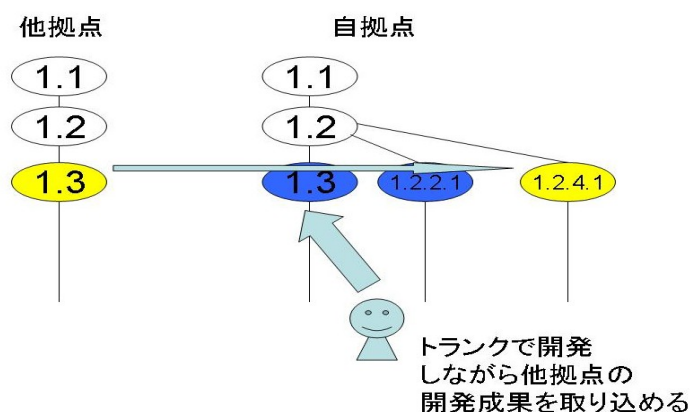 他拠点
自拠点
1.1
1.1
1.2
1.2
1.3
1.3
1.2.2.1
1.2.4.1
トランクで開発
しながら他拠点の
開発成果を取り込める